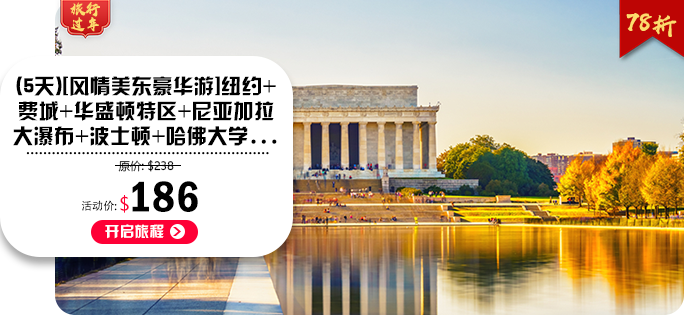 旅行
过年
78折
(5天)[风情美东豪华游]纽约+
费城+华盛顿特区+尼亚加拉
大瀑布+波士顿+哈佛大学...
原价: $238
活动价: $186
开启旅程